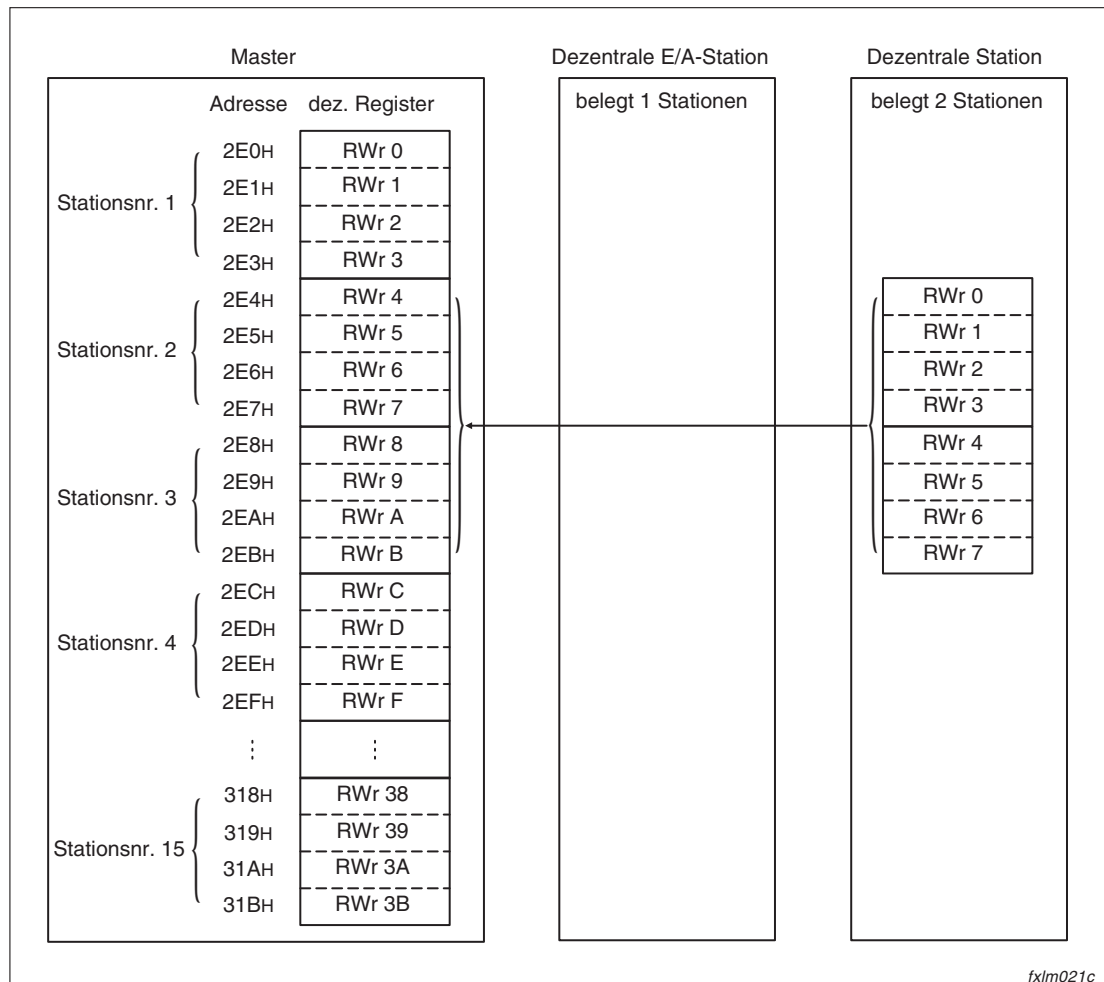 Master Dezentrale E/A-Station Dezentrale Station
Adresse dez. Register belegt 1 Stationen belegt 2 Stationen
2E0H RWr 0
2E1H RWr 1
Stationsnr. 1
2E2H RWr 2
2E3H RWr 3
2E4H RWr 4 RWr 0
2E5H RWr 5 RWr 1
Stationsnr. 2
2E6H RWr 6 RWr 2
2E7H RWr 7 RWr 3
2E8H RWr 8 RWr 4
2E9H RWr 9 RWr 5
Stationsnr. 3
2EAH RWr A RWr 6
2EBH RWr B RWr 7
2ECH RWr C
2EDH RWr D
Stationsnr. 4
2EEH RWr E
2EFH RWr F
318H RWr 38
319H RWr 39
Stationsnr. 15
31AH RWr 3A
31BH RWr 3B
fxlm021c